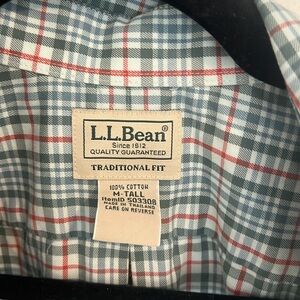 L.L.Bean®
Since 1912
QUALITY GUARANTEED
TRADITIONAL FIT
100% COTTON
M-TALL
ItemID 503308
MADE IN THAILAND
CARE ON REVERSE